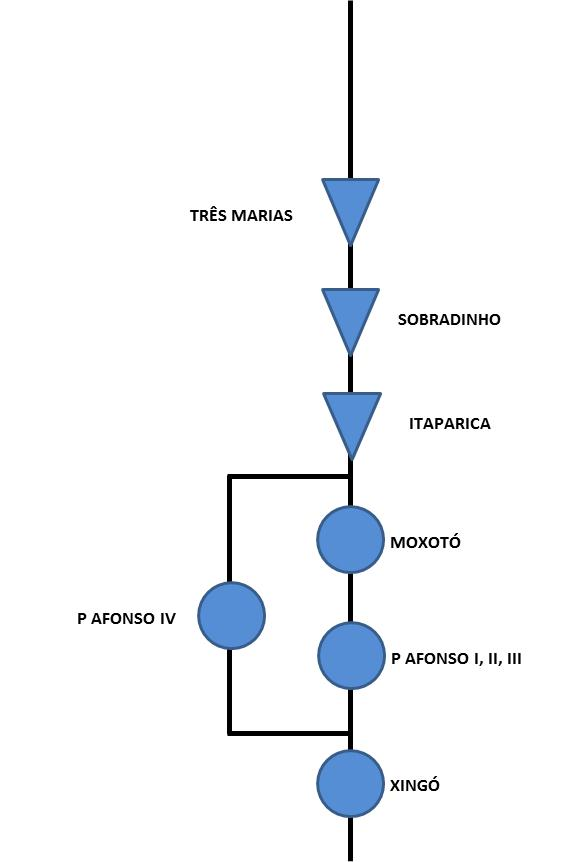 TRÊS MARIAS
SOBRADINHO
ITAPARICA
MOXOTÓ
P AFONSO IV
P AFONSO I, II, III
XINGÓ